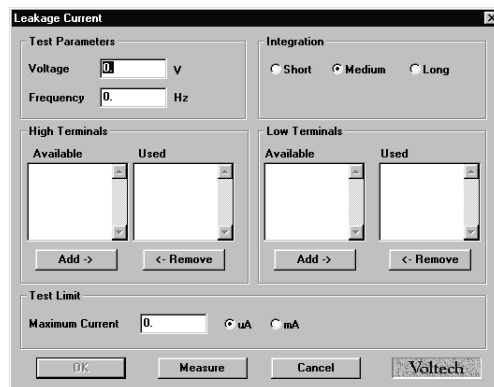 Leakage Current
Test Parameters
Voltage 0. V
Frequency 0. Hz
Integration
Short Medium Long
High Terminals
Available Used
Add -> <- Remove
Low Terminals
Available Used
Add -> <- Remove
Test Limit
Maximum Current 0. uA mA
OK Measure Cancel Voltech